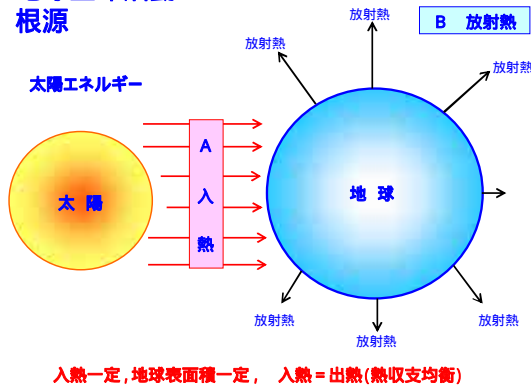 根源
放射熱
B 放射熱
放射熱
放射熱
太陽エネルギー
A
入
熱
太陽
地球
放射熱
放射熱
放射熱
入熱一定,地球表面積一定, 入熱=出熱(熱収支均衡)